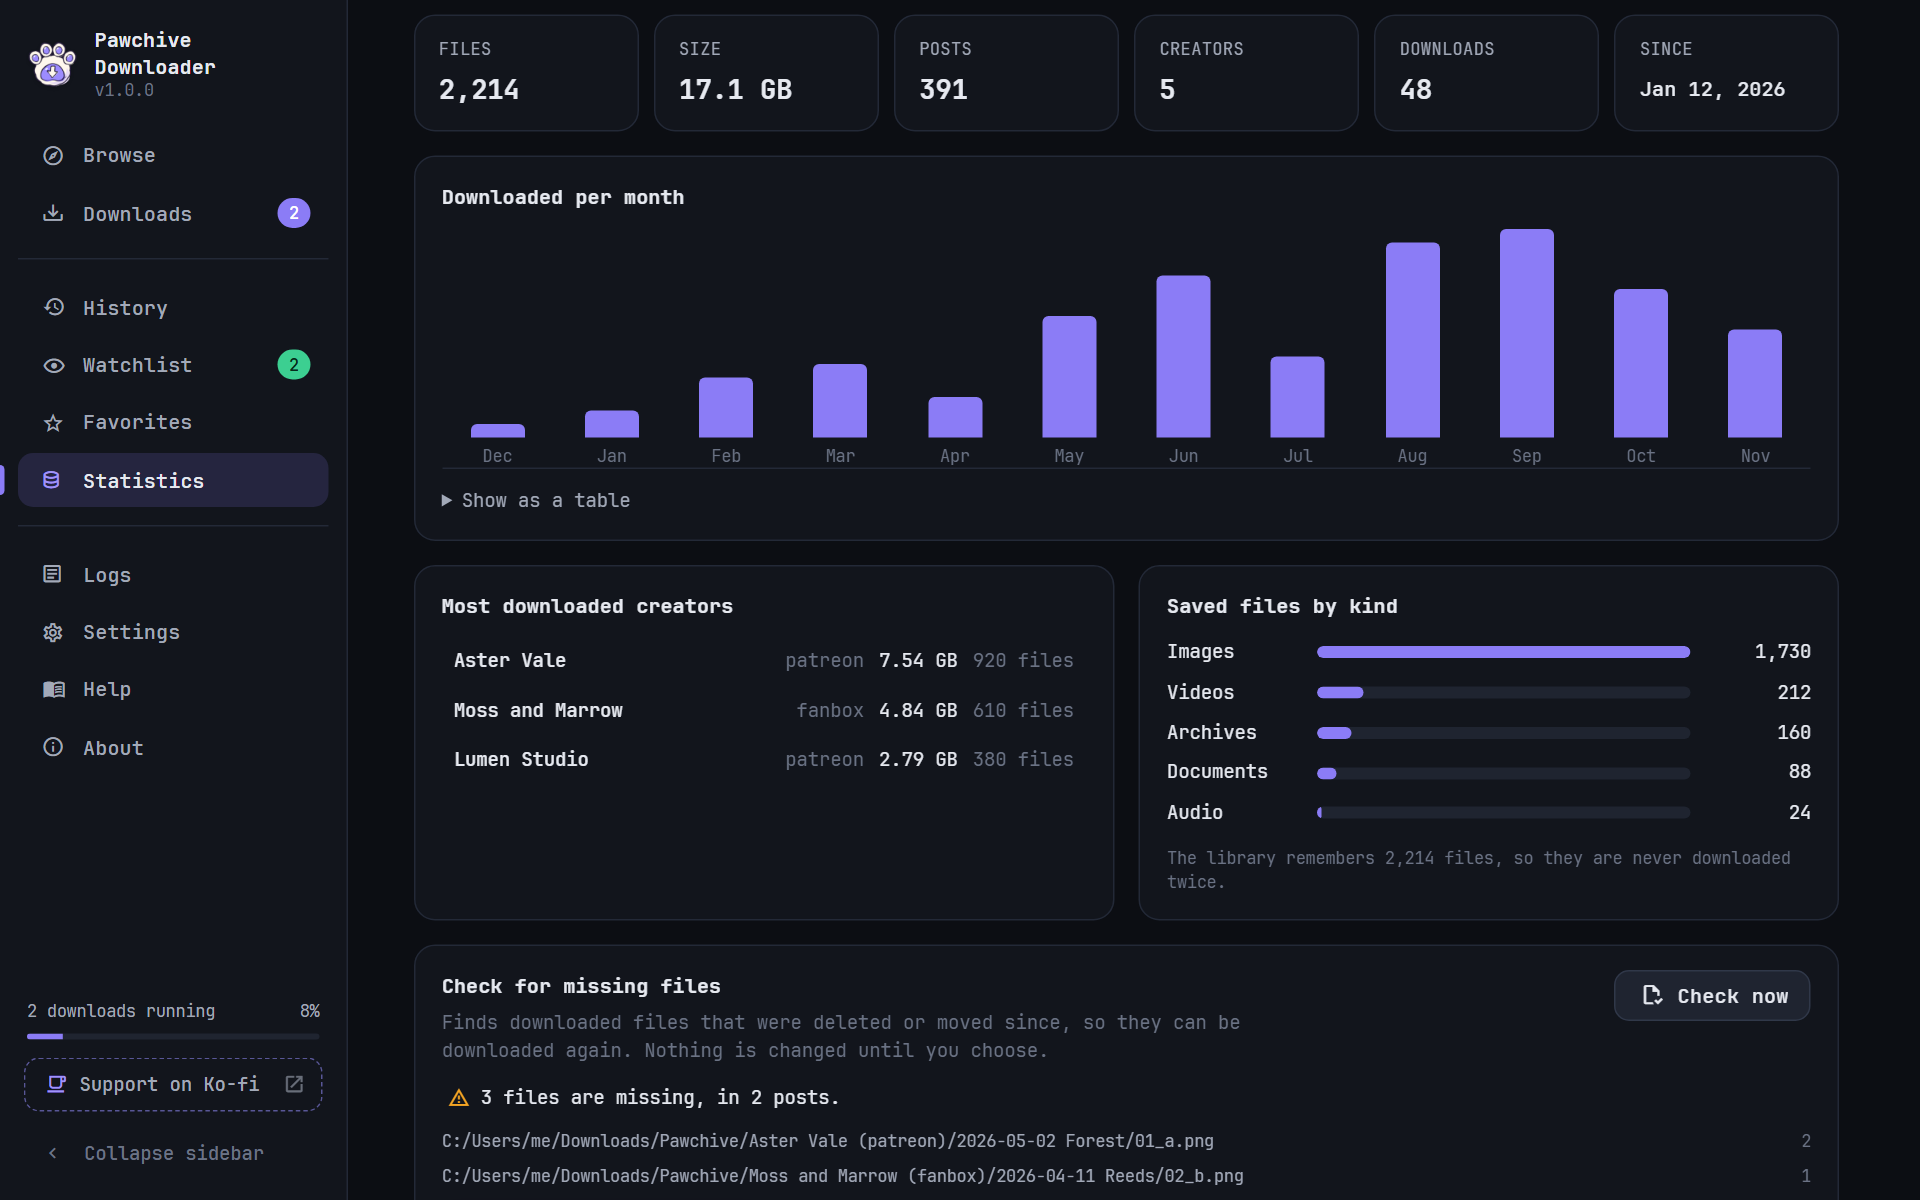 Pawchive
Downloader
v1.0.0
Browse
Downloads 2
History
Watchlist 2
Favorites
Statistics
Logs
Settings
Help
About
2 downloads running 8%
Support on Ko-fi
Collapse sidebar
FILES
2,214
SIZE
17.1 GB
POSTS
391
CREATORS
5
DOWNLOADS
48
SINCE
Jan 12, 2026
Downloaded per month
Dec Jan Feb Mar Apr May Jun Jul Aug Sep Oct Nov
Show as a table
Most downloaded creators
Aster Vale patreon 7.54 GB 920 files
Moss and Marrow fanbox 4.84 GB 610 files
Lumen Studio patreon 2.79 GB 380 files
Saved files by kind
Images 1,730
Videos 212
Archives 160
Documents 88
Audio 24
The library remembers 2,214 files, so they are never downloaded
twice.
Check for missing files
Check now
Finds downloaded files that were deleted or moved since, so they can be
downloaded again. Nothing is changed until you choose.
3 files are missing, in 2 posts.
C:/Users/me/Downloads/Pawchive/Aster Vale (patreon)/2026-05-02 Forest/01_a.png 2
C:/Users/me/Downloads/Pawchive/Moss and Marrow (fanbox)/2026-04-11 Reeds/02_b.png 1